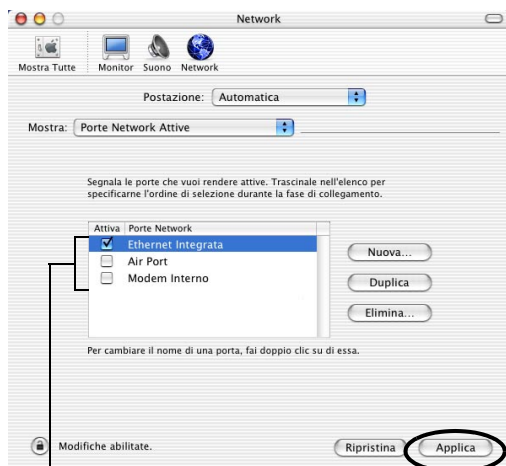 Network
Mostra Tutte
Monitor
Suono
Network
Postazione: Automatica
Mostra: Porte Network Attive
Segnala le porte che vuoi rendere attive. Trascinale nell'elenco per
specificarne l'ordine di selezione durante la fase di collegamento.
Attiva Porte Network
Ethernet Integrata
Air Port
Modem Interno
Nuova...
Duplica
Elimina...
Per cambiare il nome di una porta, fai doppio clic su di essa.
Modifiche abilitate.
Ripristina
Applica